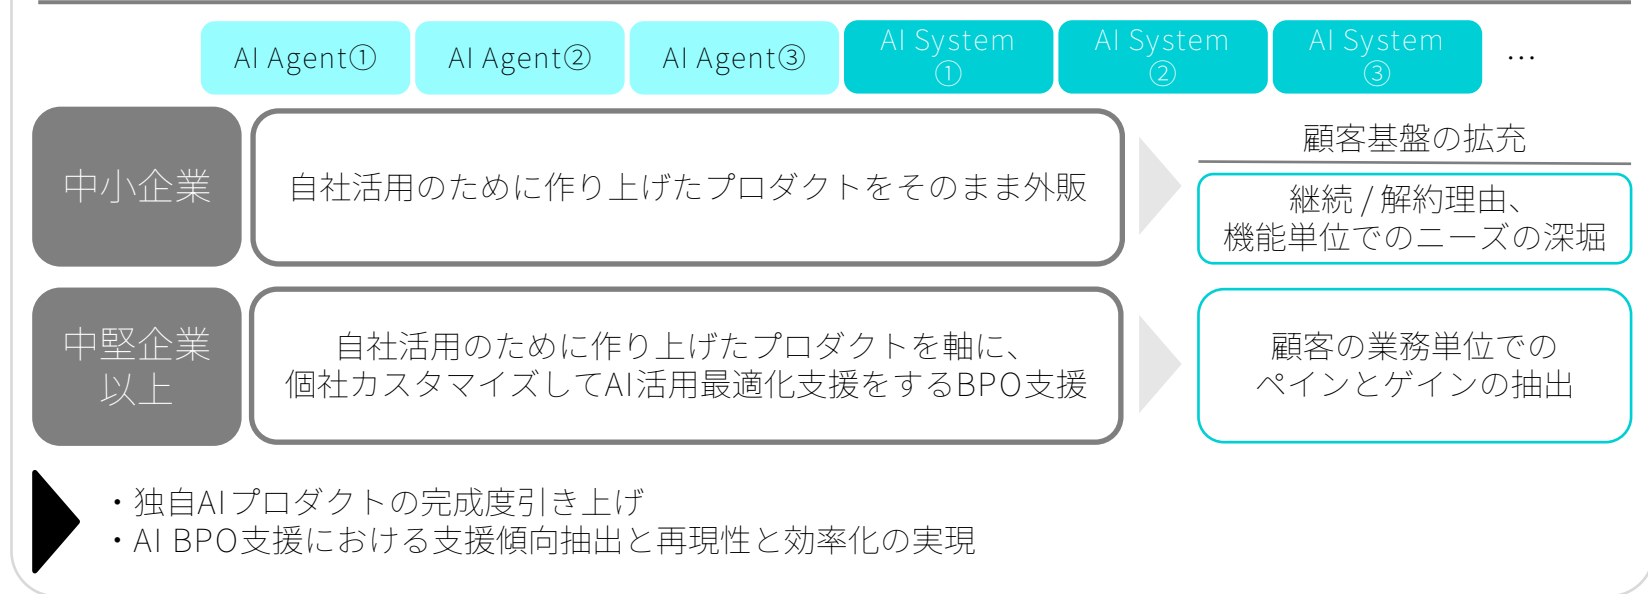 AI Agent①
AI Agent②
AI Agent③
AI System
①
AI System
②
AI System
③
…
中小企業
自社活用のために作り上げたプロダクトをそのまま外販
顧客基盤の拡充
継続 / 解約理由、
機能単位でのニーズの深堀
中堅企業
以上
自社活用のために作り上げたプロダクトを軸に、
個社カスタマイズしてAI活用最適化支援をするBPO支援
顧客の業務単位での
ペインとゲインの抽出
・独自AIプロダクトの完成度引き上げ
・AI BPO支援における支援傾向抽出と再現性と効率化の実現